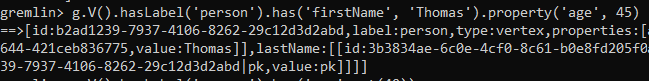 gremlin> g.V().hasLabel('person').has('firstName', 'Thomas').property('age', 45)
==>[id:b2ad1239-7937-4106-8262-29c12d3d2abd,label:person,type:vertex,properties:[a
644-421ceb836775,value:Thomas]],lastName:[[id:3b3834ae-6c0e-4cf0-8c61-b0e8fd205f0a
39-7937-4106-8262-29c12d3d2abd|pk,value:pk]]]]